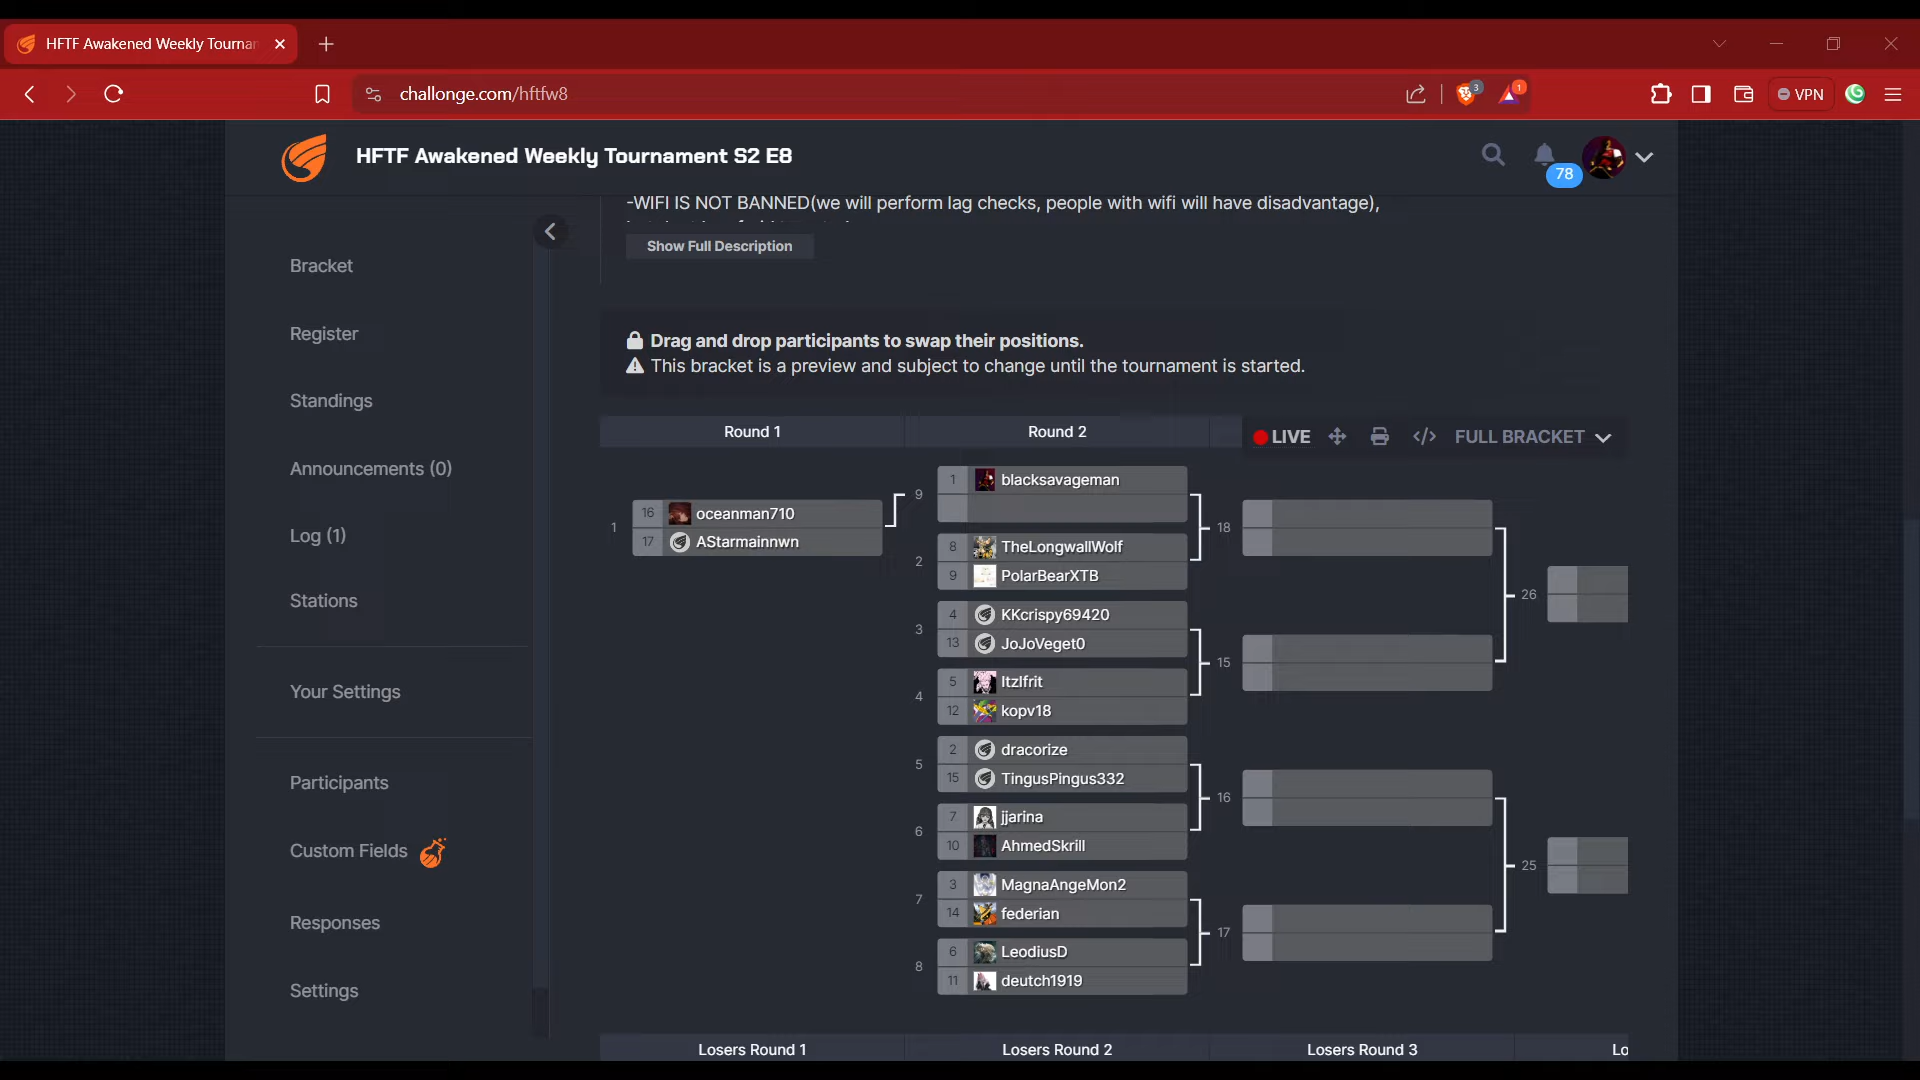 HFTF Awakened Weekly Tournar
challonge.com/hftfw8
3
1
VPN
HFTF Awakened Weekly Tournament S2 E8
78
-WIFI IS NOT BANNED(we will perform lag checks, people with wifi will have disadvantage),
Show Full Description
Bracket
Register
Standings
Announcements (0)
Log (1)
Stations
Your Settings
Participants
Custom Fields
Responses
Settings
Drag and drop participants to swap their positions.
This bracket is a preview and subject to change until the tournament is started.
Round 1
Round 2
LIVE
FULL BRACKET
1
16 oceanman710
17 AStarmainnwn
9
1 blacksavageman
2
8 TheLongwallWolf
9 PolarBearXTB
3
4 KKcrispy69420
13 JoJoVeget0
4
5 ItzIfrit
12 kopv18
5
2 dracorize
15 TingusPingus332
6
7 jjarina
10 AhmedSkrill
7
3 MagnaAngeMon2
14 federian
8
6 LeodiusD
11 deutch1919
18
15
16
17
26
25
Losers Round 1
Losers Round 2
Losers Round 3
Lo